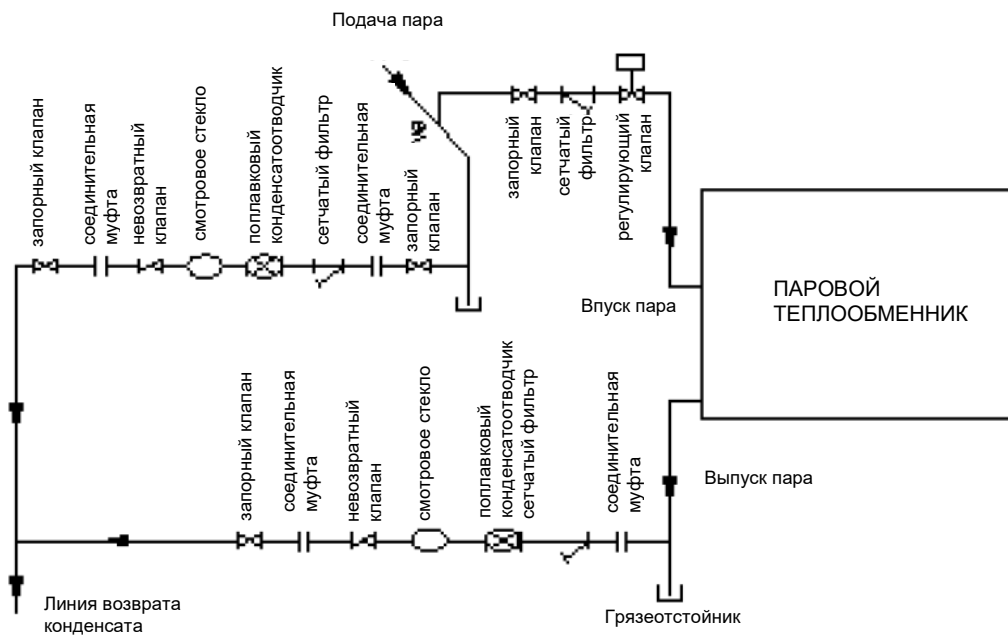 Подача пара
запорный клапан
соединительная
муфта
невозвратный
клапан
смотровое стекло
поплавковый
конденсатоотводчик
сетчатый фильтр
соединительная
муфта
запорный
клапан
запорный
клапан
сетчатый
фильтр
регулирующий
клапан
Впуск пара
ПАРОВОЙ
ТЕПЛООБМЕННИК
запорный клапан
соединительная
муфта
невозвратный
клапан
смотровое стекло
поплавковый
конденсатоотводчик
сетчатый фильтр
соединительная
муфта
Выпуск пара
Линия возврата
конденсата
Грязеотстойник